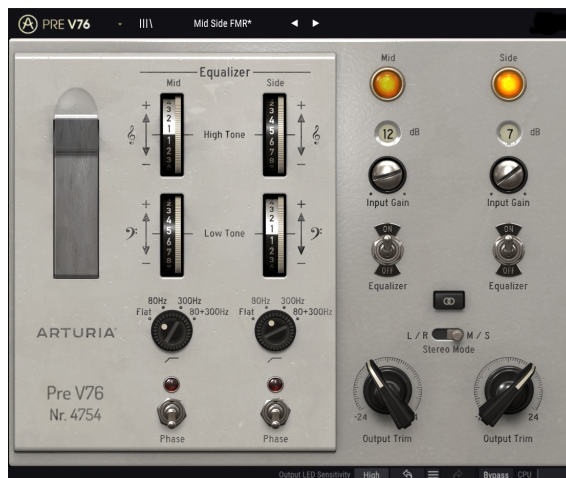 PRE V76
Mid Side FMR*
Equalizer
Mid
Side
High Tone
Low Tone
Flat 80Hz 300Hz 80+300Hz
Flat 80Hz 300Hz 80+300Hz
ARTURIA
Pre V76
Nr. 4754
Phase
Phase
Mid
Side
12 dB
7 dB
Input Gain
Input Gain
ON
ON
OFF
OFF
Equalizer
Equalizer
L / R
M / S
Stereo Mode
-24
24
Output Trim
Output Trim
Output LED Sensitivity High
Bypass CPU